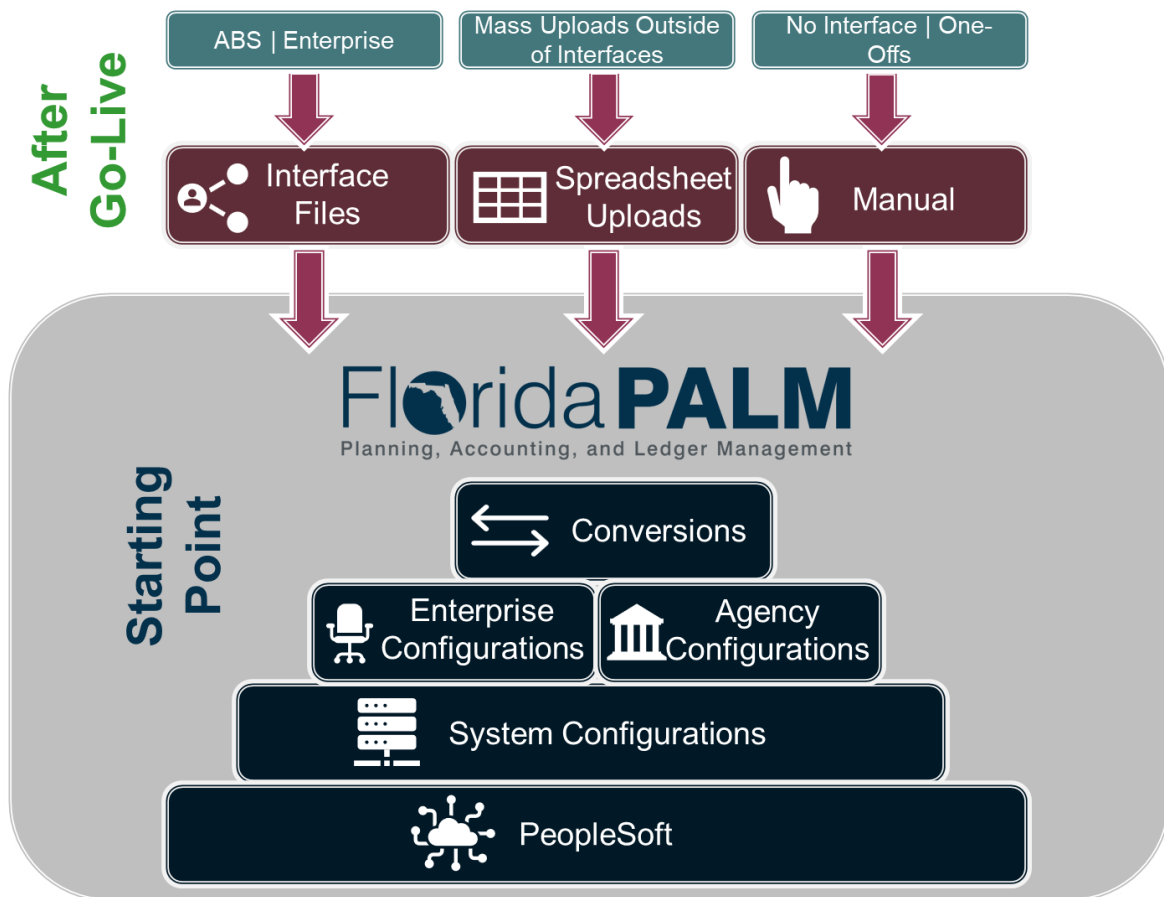 ABS | Enterprise
Mass Uploads Outside
of Interfaces
No Interface | One-
Offs
After
Go-Live
Interface
Files
Spreadsheet
Uploads
Manual
Florida PALM
Planning, Accounting, and Ledger Management
Starting
Point
Conversions
Enterprise
Configurations
Agency
Configurations
System Configurations
PeopleSoft